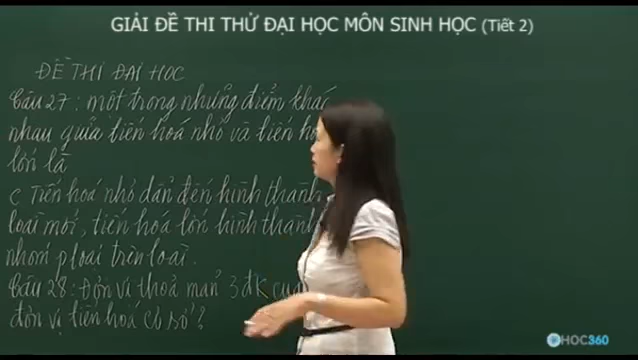 GIẢI ĐỀ THI THỬ ĐẠI HỌC MÔN SINH HỌC (Tiết 2)
ĐỀ THI ĐẠI HỌC
Câu 27: một trong những điểm khác
nhau giữa tiến hoá nhỏ và tiến
lớn là
C Tiến hoá nhỏ dẫn đến hình thành
loài mới, tiến hoá lớn hình thành
nhóm ploại trên loài.
Câu 28: Đơn vị thoả mãn 3 đK
đơn vị tiến hoá cơ sở?
HOC360